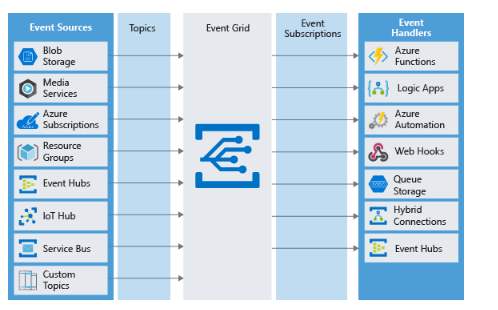 Event Sources
Topics
Event Grid
Event
Subscriptions
Event
Handlers
Blob
Storage
Media
Services
Azure
Subscriptions
Resource
Groups
Event Hubs
IoT Hub
Service Bus
Custom
Topics
Azure
Functions
Logic Apps
Azure
Automation
Web Hooks
Queue
Storage
Hybrid
Connections
Event Hubs